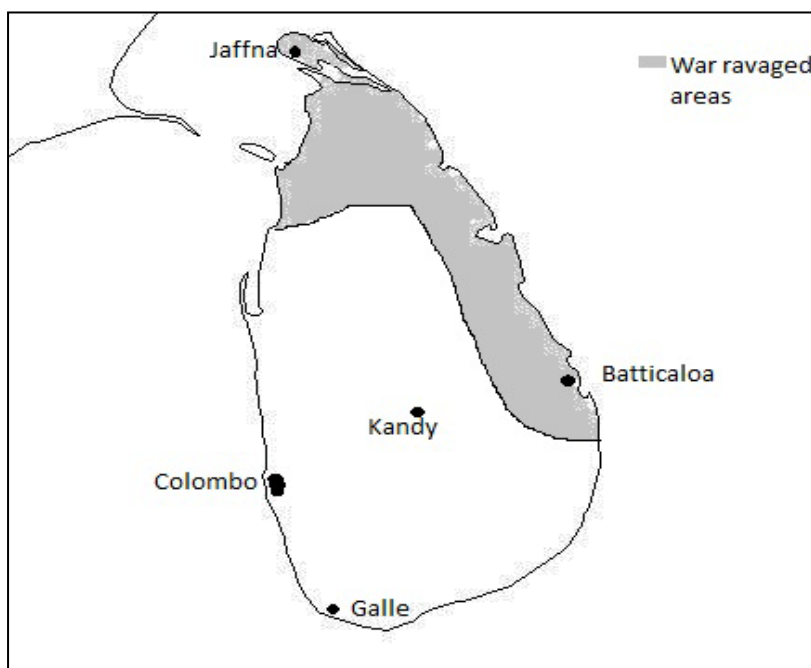 Jaffna
War ravaged
areas
Batticaloa
Kandy
Colombo
Galle